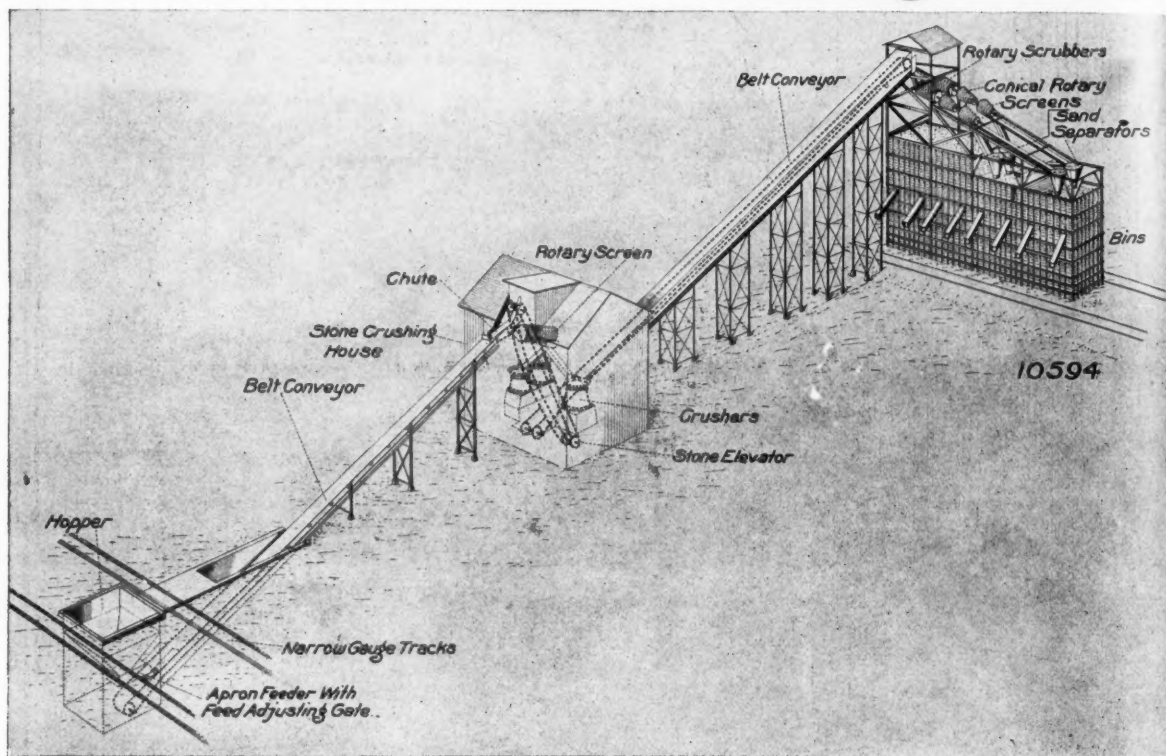 Rotary Scrubbers
Belt Conveyor
Conical Rotary
Screens
Sand
Separators
Bins
Rotary Screen
Chute
Stone Crushing
House
Belt Conveyor
10594
Crushers
Stone Elevator
Hopper
Narrow Gauge Tracks
Apron Feeder With
Feed Adjusting Gate